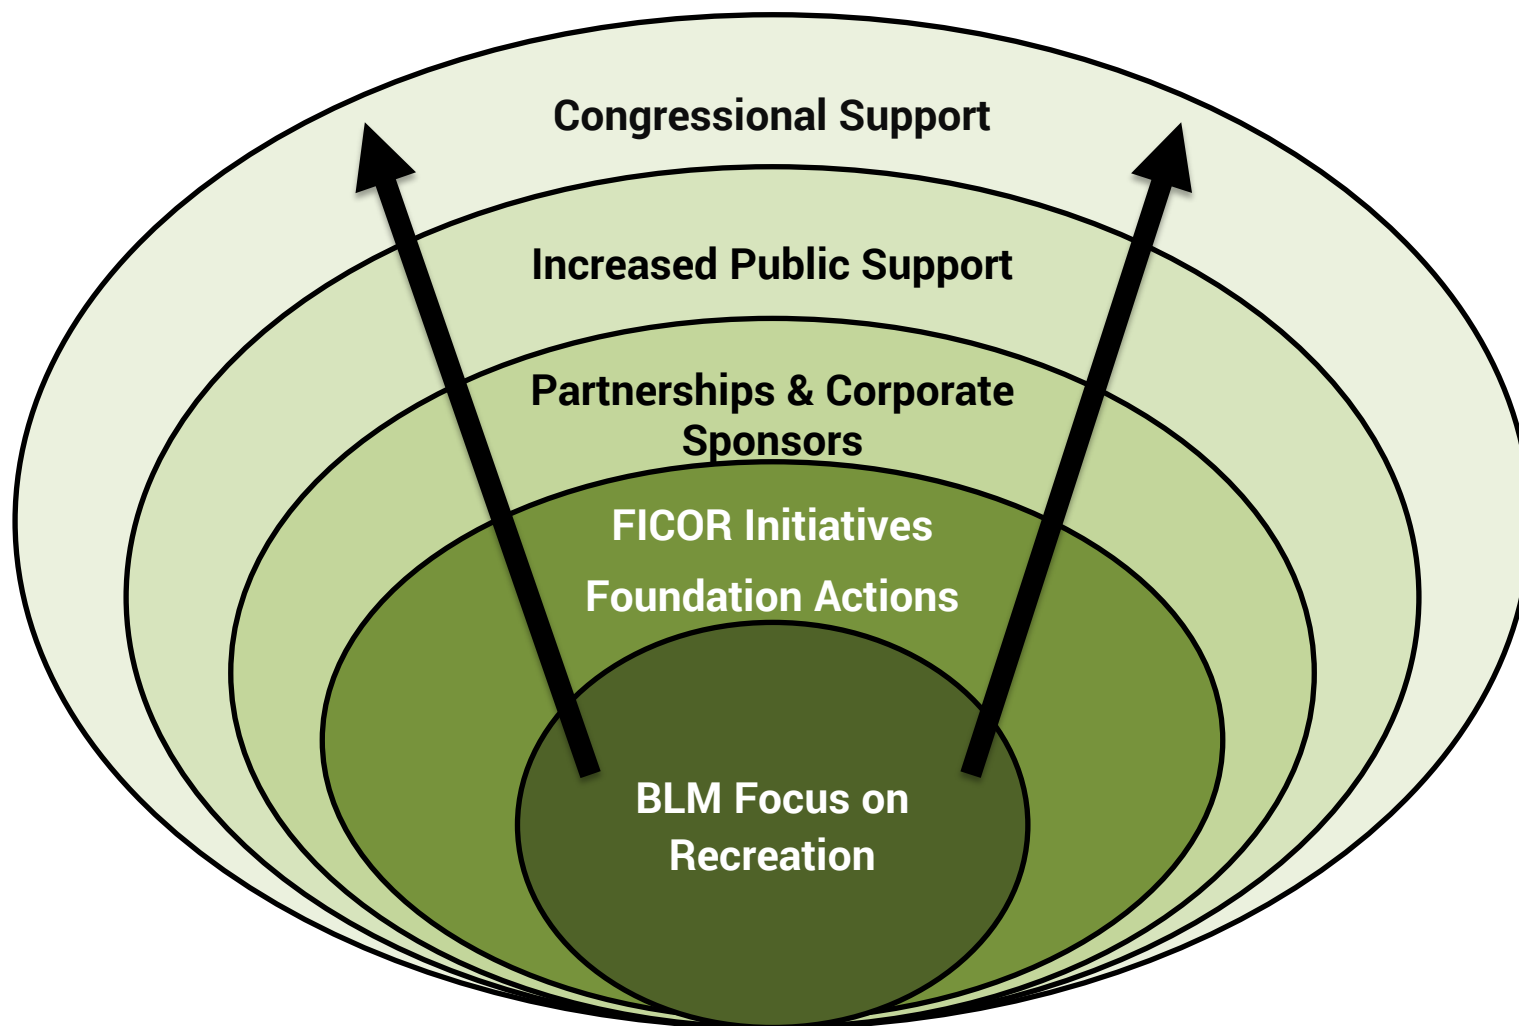 Congressional Support
Increased Public Support
Partnerships & Corporate
Sponsors
FICOR Initiatives
Foundation Actions
BLM Focus on
Recreation